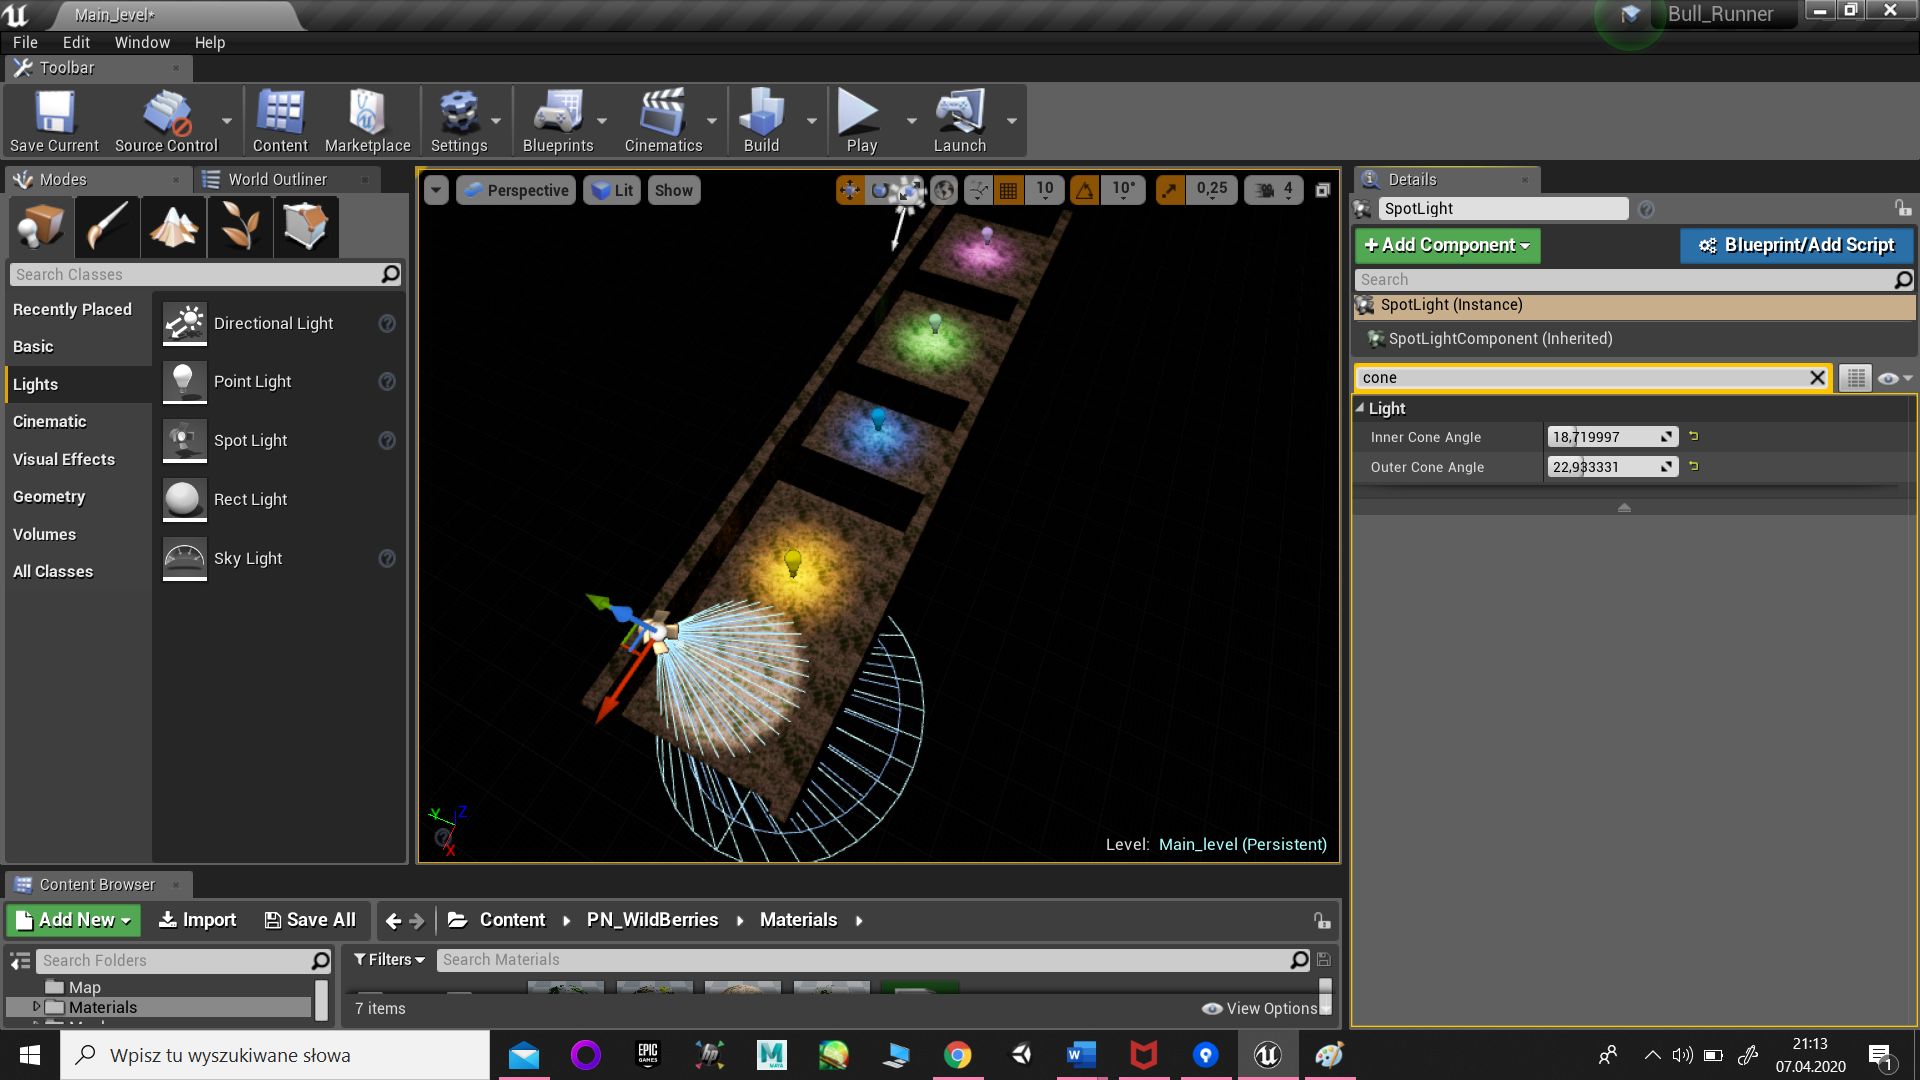 Main_level*
Bull_Runner
File Edit Window Help
Toolbar
Save Current
Source Control
Content
Marketplace
Settings
Blueprints
Cinematics
Build
Play
Launch
Modes
World Outliner
Search Classes
Recently Placed
Basic
Lights
Cinematic
Visual Effects
Geometry
Volumes
All Classes
Directional Light
Point Light
Spot Light
Rect Light
Sky Light
Perspective
Lit
Show
10
10°
0,25
4
Y
Z
X
Level: Main_level (Persistent)
Details
SpotLight
+ Add Component
Blueprint/Add Script
Search
SpotLight (Instance)
SpotLightComponent (Inherited)
cone
Light
Inner Cone Angle 18,719997
Outer Cone Angle 22,933331
Content Browser
Add New
Import
Save All
Content
PN_WildBerries
Materials
Search Folders
Map
Materials
Filters
Search Materials
7 items
View Options
Wpisz tu wyszukiwane słowa
EPIC
GAMES
hp
M
MAYA
W
21:13
07.04.2020
1